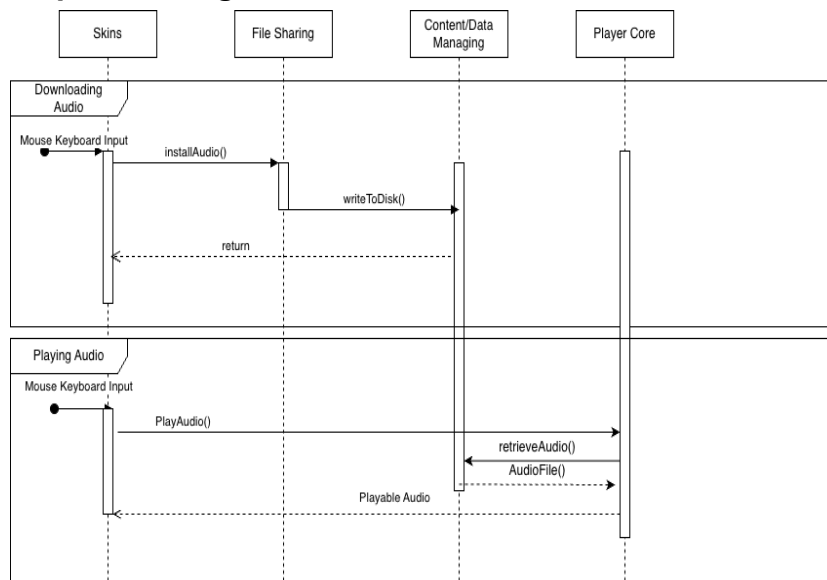 Skins
File Sharing
Content/Data
Managing
Player Core
Downloading
Audio
Mouse Keyboard Input
installAudio()
writeToDisk()
return
Playing Audio
Mouse Keyboard Input
PlayAudio()
retrieveAudio()
AudioFile()
Playable Audio